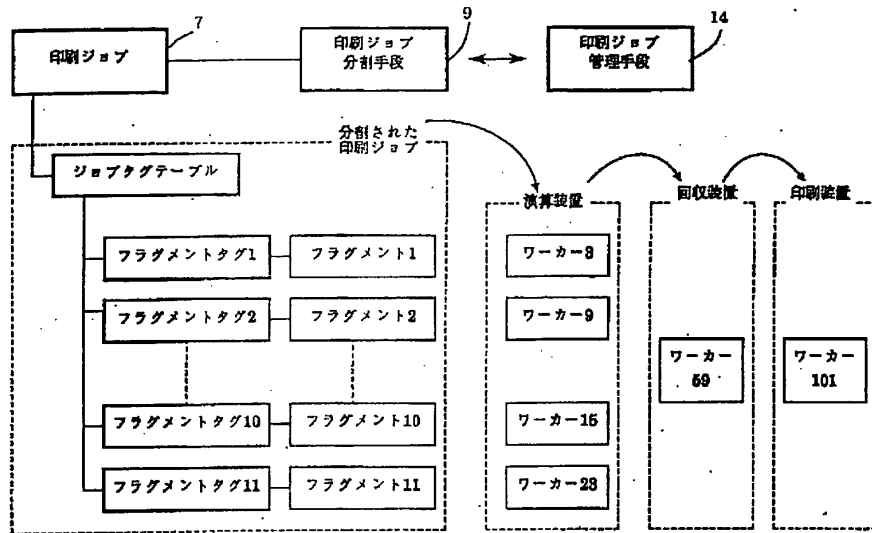 7
9
14
印刷ジョブ
印刷ジョブ
分割手段
印刷ジョブ
管理手段
分割された
印刷ジョブ
ジョブタグテーブル
演算装置
回収装置
印刷装置
フラグメントタグ1
フラグメント1
ワーカー3
フラグメントタグ2
フラグメント2
ワーカー9
ワーカー
59
ワーカー
101
フラグメントタグ10
フラグメント10
ワーカー15
フラグメントタグ11
フラグメント11
ワーカー23